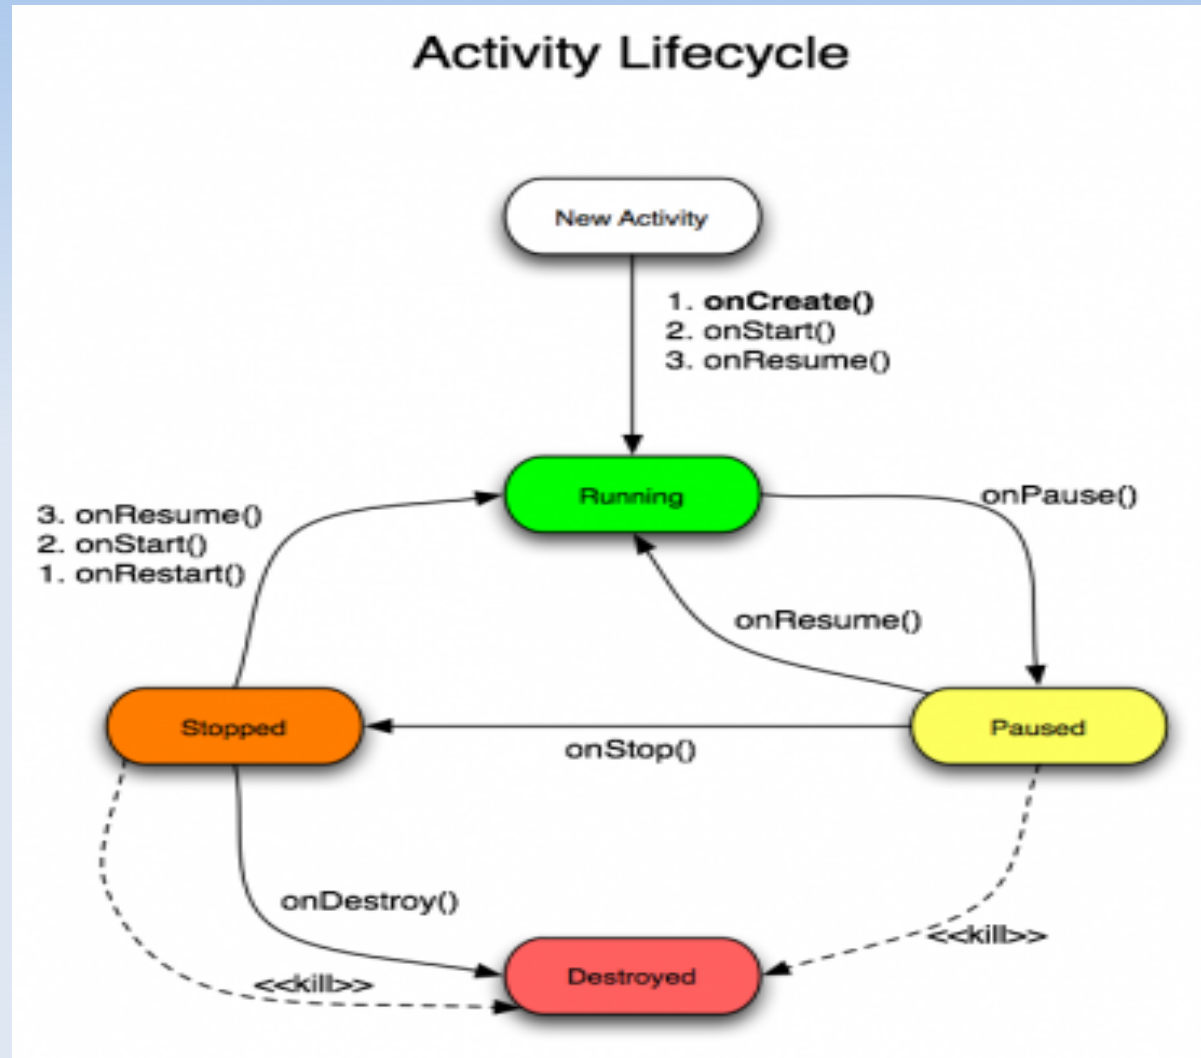 Activity Lifecycle
New Activity
1. onCreate()
2. onStart()
3. onResume()
Running
onPause()
3. onResume()
2. onStart()
1. onRestart()
onResume()
Stopped
Paused
onStop()
onDestroy()
<<kill>>
Destroyed
<<kill>>